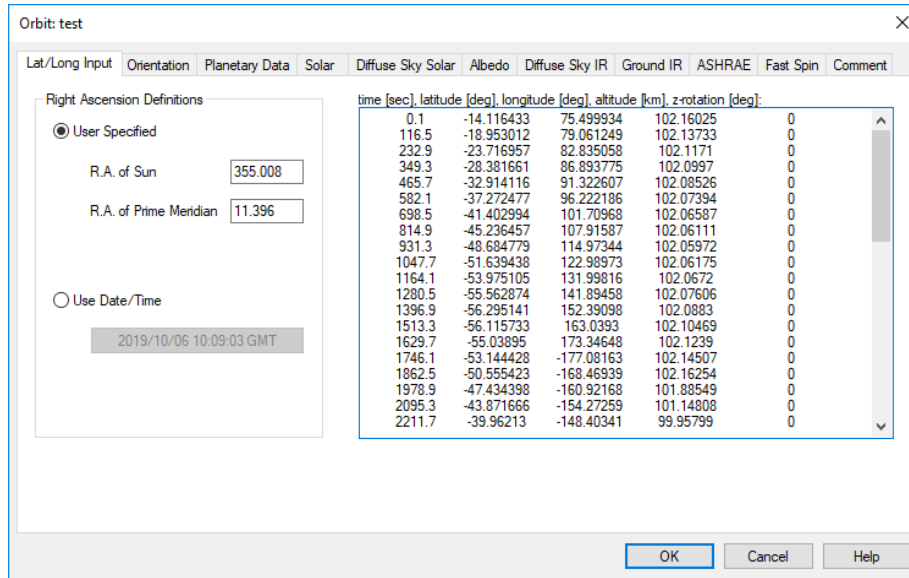 Orbit: test
Lat/Long Input Orientation Planetary Data Solar Diffuse Sky Solar Albedo Diffuse Sky IR Ground IR ASHRAE Fast Spin Comment
Right Ascension Definitions
User Specified
R.A. of Sun 355.008
R.A. of Prime Meridian 11.396
Use Date/Time
2019/10/06 10:09:03 GMT
time [sec], latitude [deg], longitude [deg], altitude [km], z-rotation [deg]:
0.1 -14.116433 75.499934 102.16025 0
116.5 -18.953012 79.061249 102.13733 0
232.9 -23.716957 82.835058 102.1171 0
349.3 -28.381661 86.893775 102.0997 0
465.7 -32.914116 91.322607 102.08526 0
582.1 -37.272477 96.222186 102.07394 0
698.5 -41.402994 101.70968 102.06587 0
814.9 -45.236457 107.91587 102.06111 0
931.3 -48.684779 114.97344 102.05972 0
1047.7 -51.639438 122.98973 102.06175 0
1164.1 -53.975105 131.99816 102.0672 0
1280.5 -55.562874 141.89458 102.07606 0
1396.9 -56.295141 152.39098 102.0883 0
1513.3 -56.115733 163.0393 102.10469 0
1629.7 -55.03895 173.34648 102.1239 0
1746.1 -53.144428 -177.08163 102.14507 0
1862.5 -50.555423 -168.46939 102.16254 0
1978.9 -47.434398 -160.92168 101.88549 0
2095.3 -43.871666 -154.27259 101.14808 0
2211.7 -39.96213 -148.40341 99.95799 0
OK Cancel Help